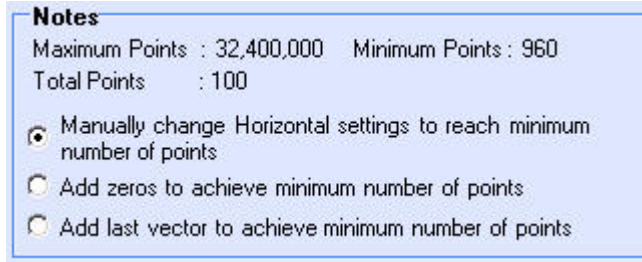 Notes
Maximum Points : 32,400,000 Minimum Points : 960
Total Points : 100
Manually change Horizontal settings to reach minimum
number of points
Add zeros to achieve minimum number of points
Add last vector to achieve minimum number of points